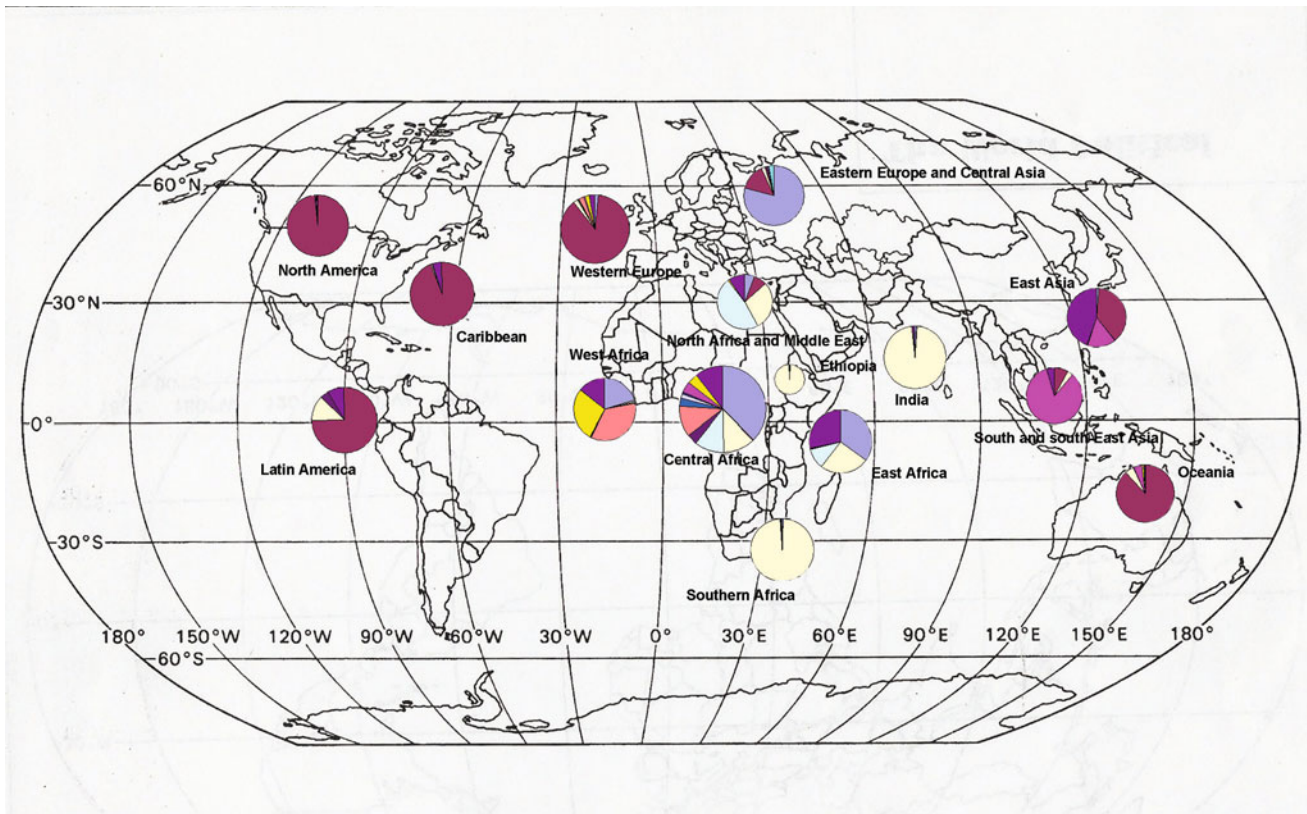 60°N
Eastern Europe and Central Asia
North America
Western Europe
East Asia
30°N
Caribbean
North Africa and Middle East
West Africa
Ethiopia
India
0°
Latin America
Central Africa
East Africa
South and south East Asia
Oceania
30°S
Southern Africa
180° 150°W 120°W 90°W 60°W 30°W 0° 30°E 60°E 90°E 120°E 150°E 180°
60°S